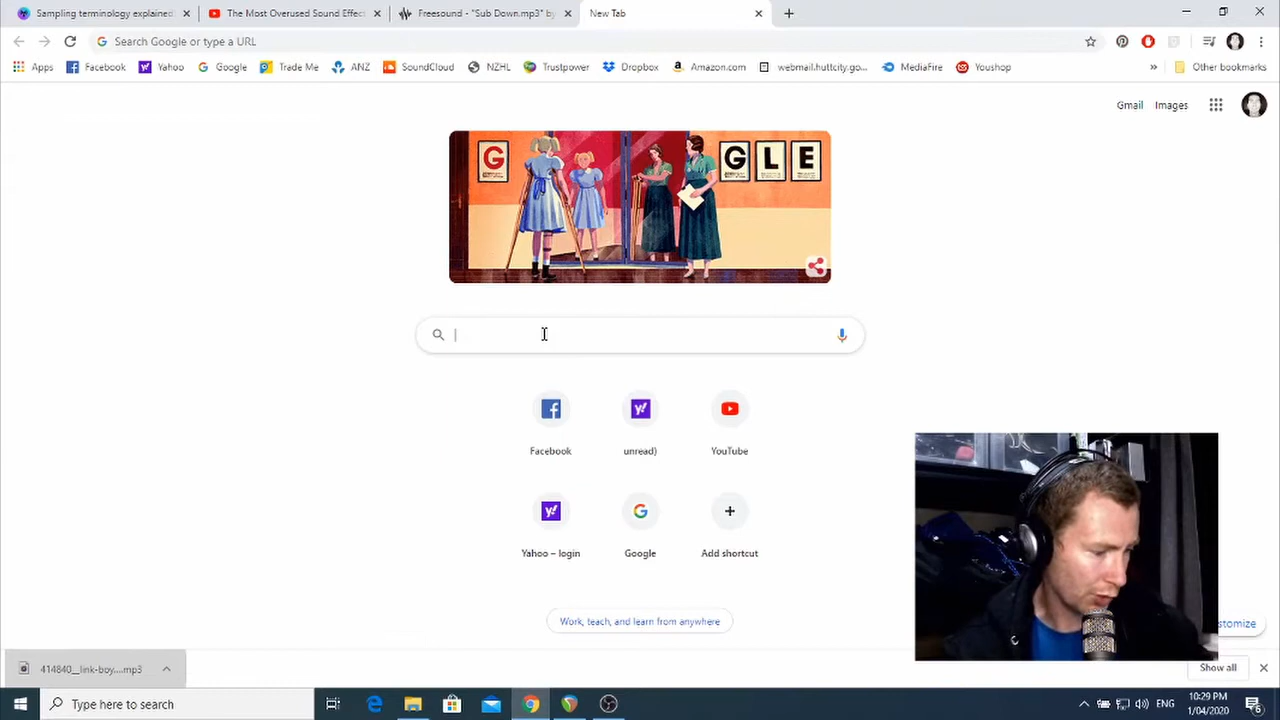 Sampling terminology explained:
The Most Overused Sound Effect
Freesound - "Sub Down.mp3" by
New Tab
Search Google or type a URL
Apps
Facebook
Yahoo
Google
Trade Me
ANZ
SoundCloud
NZHL
Trustpower
Dropbox
Amazon.com
webmail.huttcity.go...
MediaFire
Youshop
»
Other bookmarks
Gmail
Images
G
G L E
Facebook
unread)
YouTube
Yahoo – login
Google
Add shortcut
Work, teach, and learn from anywhere
stomize
414840__link-boy....mp3
Show all
Type here to search
ENG
10:29 PM
1/04/2020
6